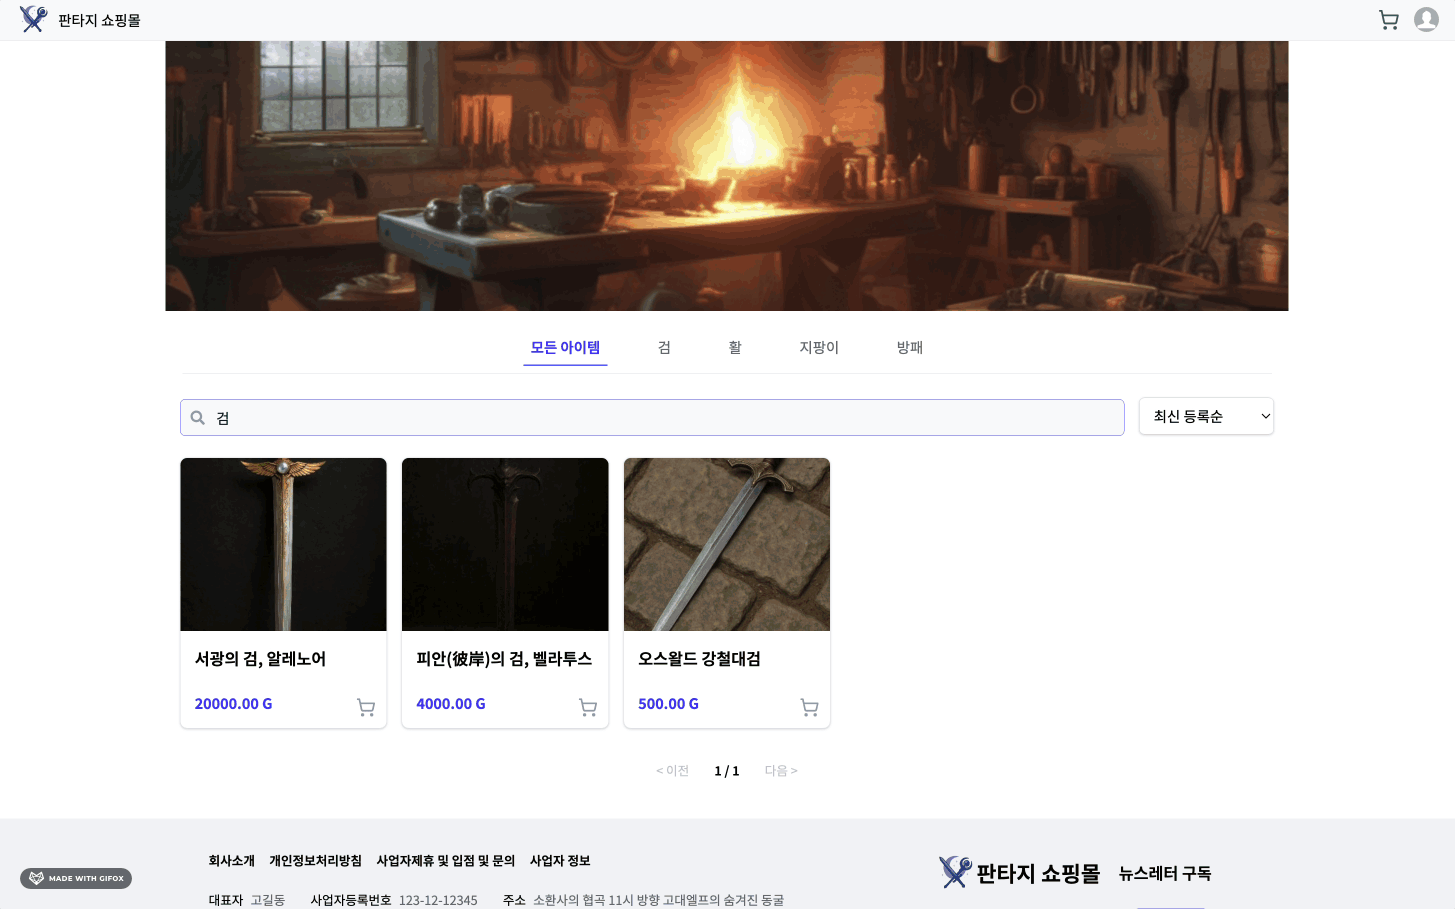 판타지 쇼핑몰
모든 아이템 검 활 지팡이 방패
검
최신 등록순
서광의 검, 알레노어
20000.00 G
피안(彼岸)의 검, 벨라투스
4000.00 G
오스왈드 강철대검
500.00 G
< 이전 1 / 1 다음 >
회사소개 개인정보처리방침 사업자제휴 및 입점 및 문의 사업자 정보
대표자 고길동 사업자등록번호 123-12-12345 주소 소환사의 협곡 11시 방향 고대엘프의 숨겨진 동굴
판타지 쇼핑몰 뉴스레터 구독
MADE WITH GIFOX